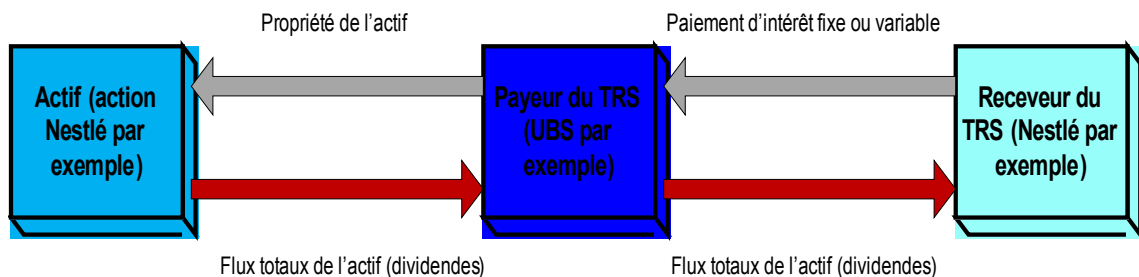 Propriété de l'actif
Paiement d'intérêt fixe ou variable
Actif (action
Nestlé par
exemple)
Payeur du TRS
(UBS par
exemple)
Receveur du
TRS (Nestlé par
exemple)
Flux totaux de l'actif (dividendes)
Flux totaux de l'actif (dividendes)